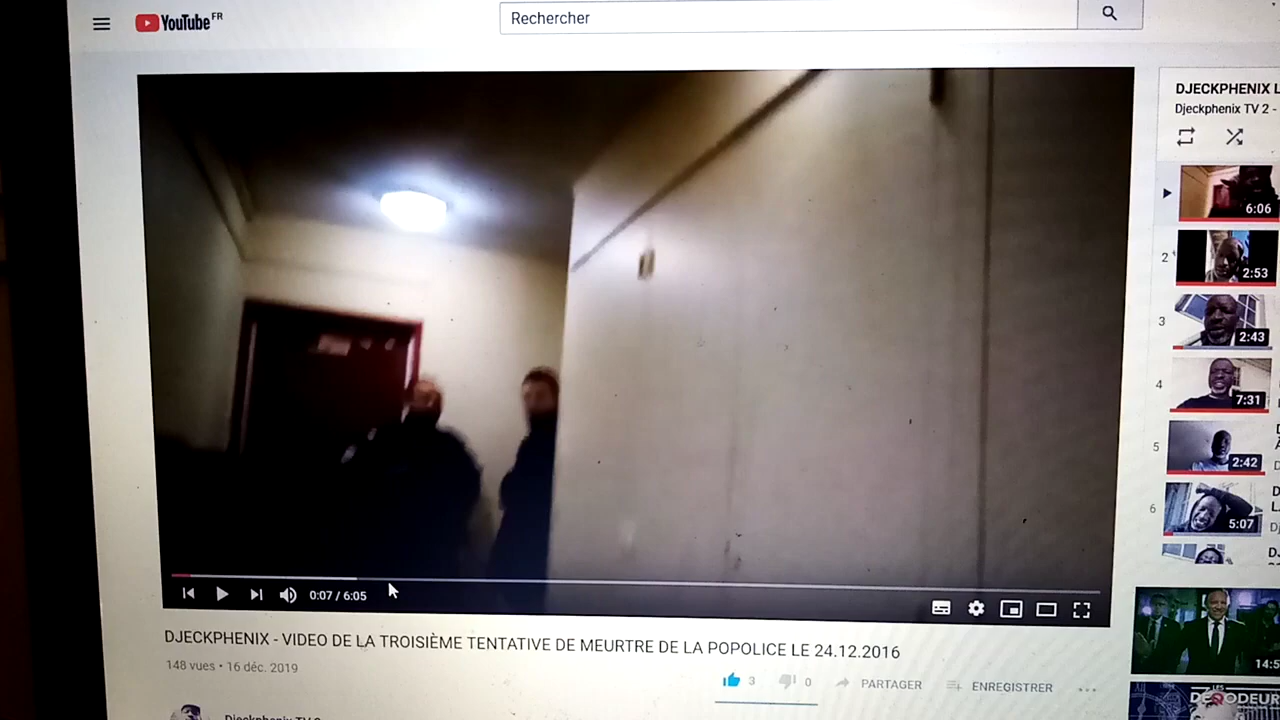 YouTube FR
Rechercher
DJECKPHENIX L
Djeckphenix TV 2 -
6:06
2
2:53
3
2:43
4
7:31
5
2:42
6
5:07
0:07 / 6:05
DJECKPHENIX - VIDEO DE LA TROISIÈME TENTATIVE DE MEURTRE DE LA POPOLICE LE 24.12.2016
148 vues • 16 déc. 2019
3
0
PARTAGER
ENREGISTRER
14:5
LES